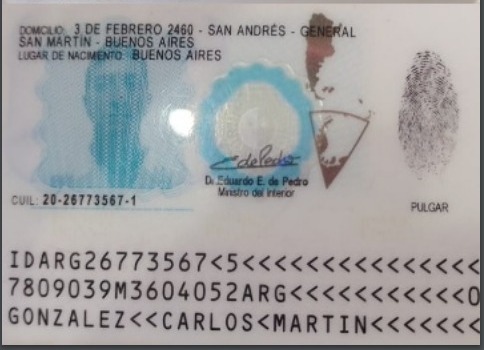 DOMICILIO: 3 DE FEBRERO 2460 - SAN ANDRÉS - GENERAL
SAN MARTÍN - BUENOS AIRES
LUGAR DE NACIMIENTO: BUENOS AIRES
EdePedro
Dr. Eduardo E. de Pedro
Ministro del Interior
CUIL: 20-26773567-1
PULGAR
IDARG26773567<5<<<<<<<<<<<<<<<
7809039M3604052ARG<<<<<<<<<<<0
GONZALEZ<<CARLOS<MARTIN<<<<<<<